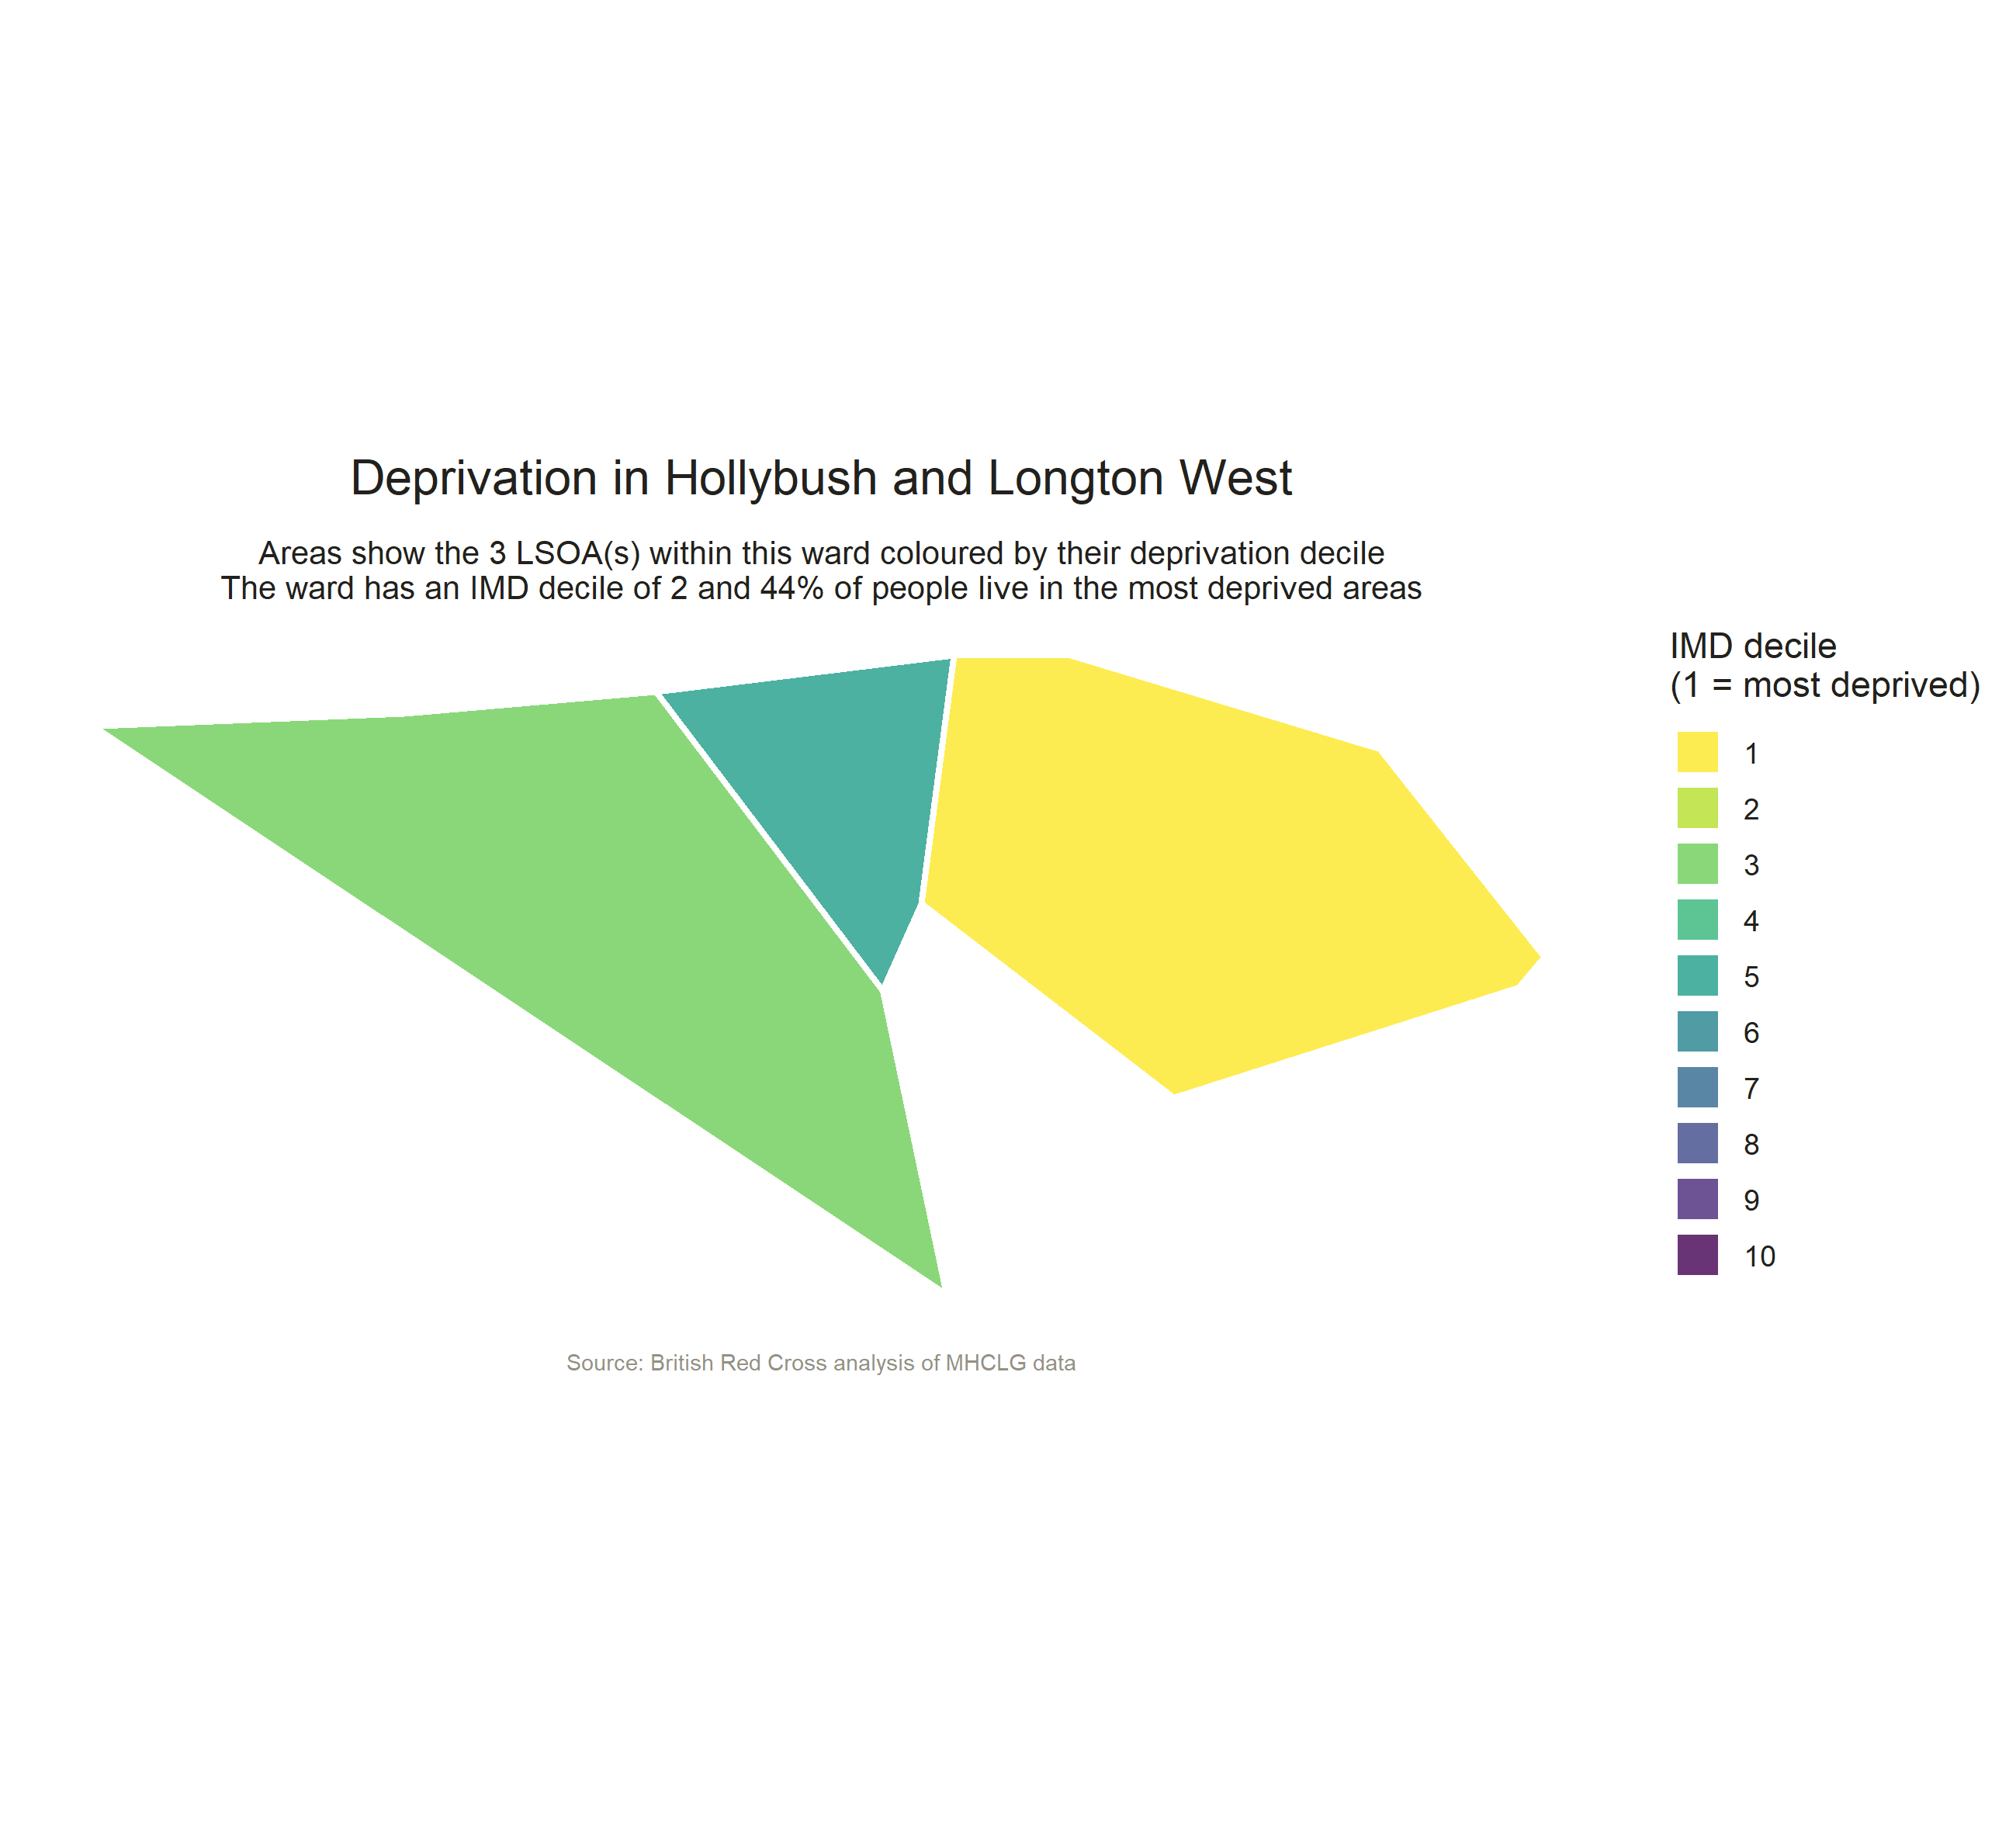 Deprivation in Hollybush and Longton West
Areas show the 3 LSOA(s) within this ward coloured by their deprivation decile
The ward has an IMD decile of 2 and 44% of people live in the most deprived areas
IMD decile
(1 = most deprived)
1
2
3
4
5
6
7
8
9
10
Source: British Red Cross analysis of MHCLG data